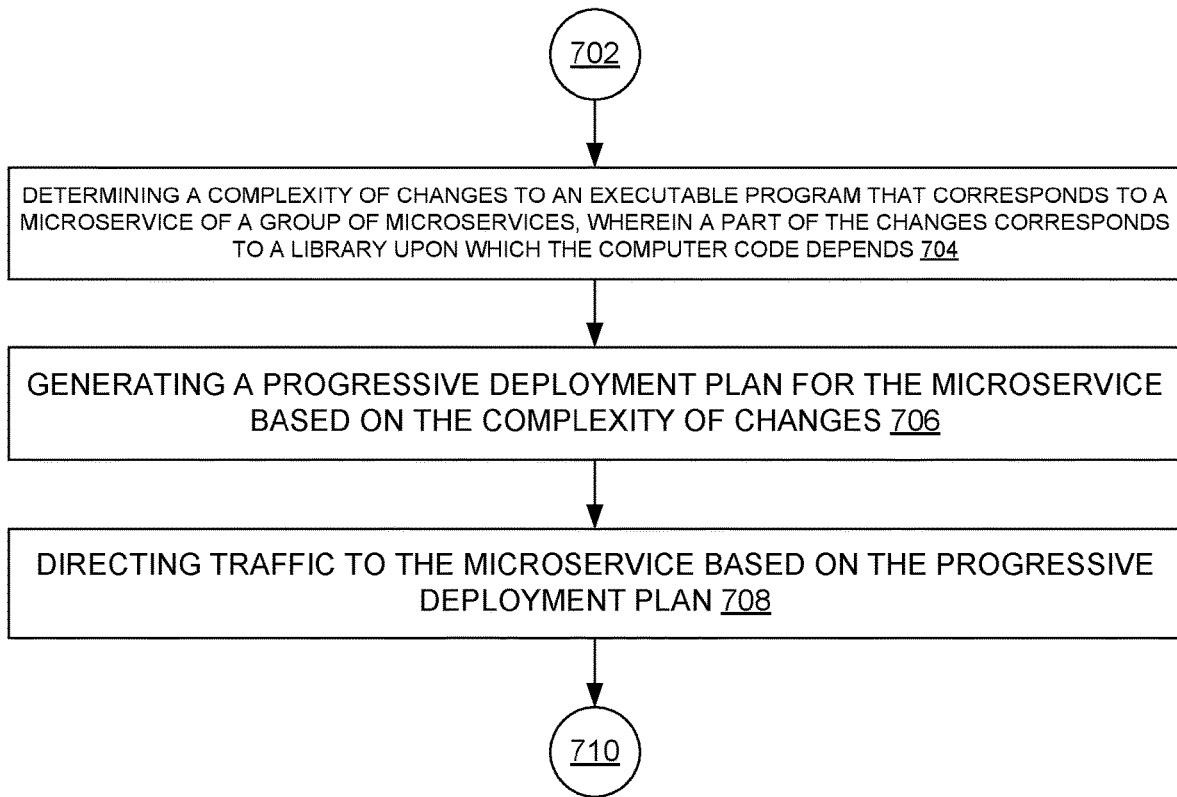 702
DETERMINING A COMPLEXITY OF CHANGES TO AN EXECUTABLE PROGRAM THAT CORRESPONDS TO A
MICROSERVICE OF A GROUP OF MICROSERVICES, WHEREIN A PART OF THE CHANGES CORRESPONDS
TO A LIBRARY UPON WHICH THE COMPUTER CODE DEPENDS 704
GENERATING A PROGRESSIVE DEPLOYMENT PLAN FOR THE MICROSERVICE
BASED ON THE COMPLEXITY OF CHANGES 706
DIRECTING TRAFFIC TO THE MICROSERVICE BASED ON THE PROGRESSIVE
DEPLOYMENT PLAN 708
710